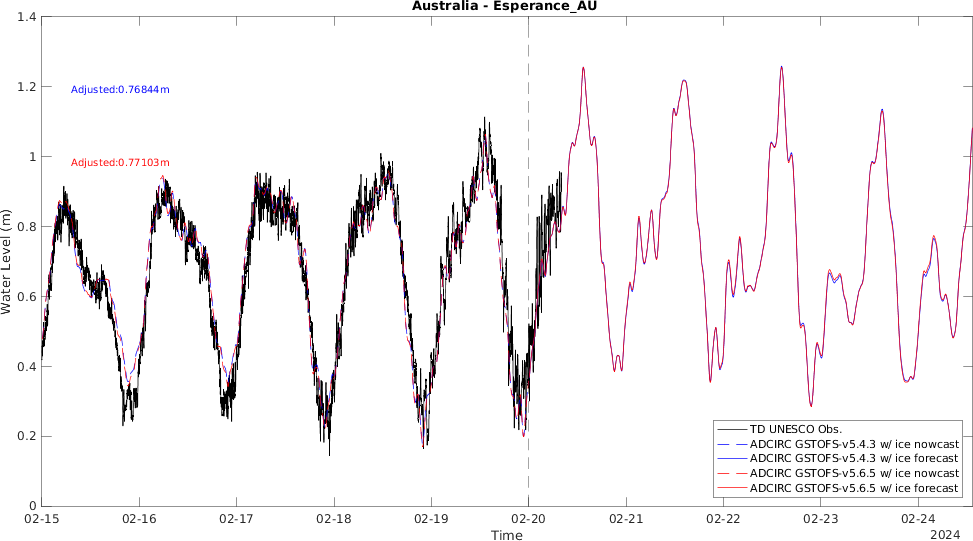 Australia - Esperance_AU
1.4
1.2
1
0.8
0.6
0.4
0.2
0
Water Level (m)
Adjusted:0.76844m
Adjusted:0.77103m
TD UNESCO Obs.
ADCIRC GSTOFS-v5.4.3 w/ ice nowcast
ADCIRC GSTOFS-v5.4.3 w/ ice forecast
ADCIRC GSTOFS-v5.6.5 w/ ice nowcast
ADCIRC GSTOFS-v5.6.5 w/ ice forecast
02-15 02-16 02-17 02-18 02-19 02-20 02-21 02-22 02-23 02-24
Time
2024